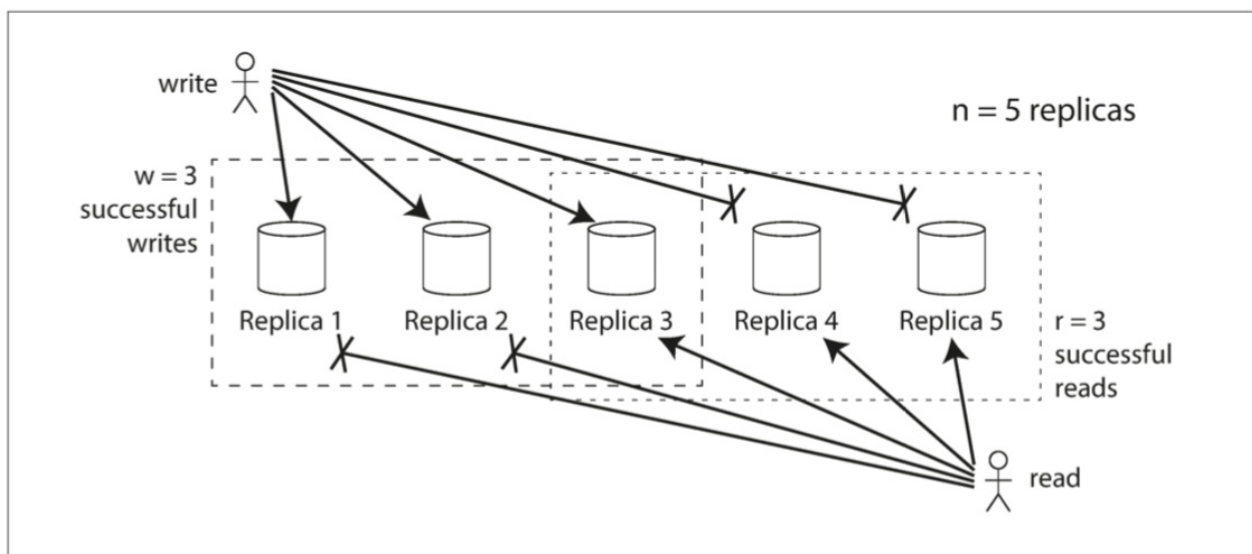 write
n = 5 replicas
w = 3
successful
writes
Replica 1
Replica 2
Replica 3
Replica 4
Replica 5
r = 3
successful
reads
read